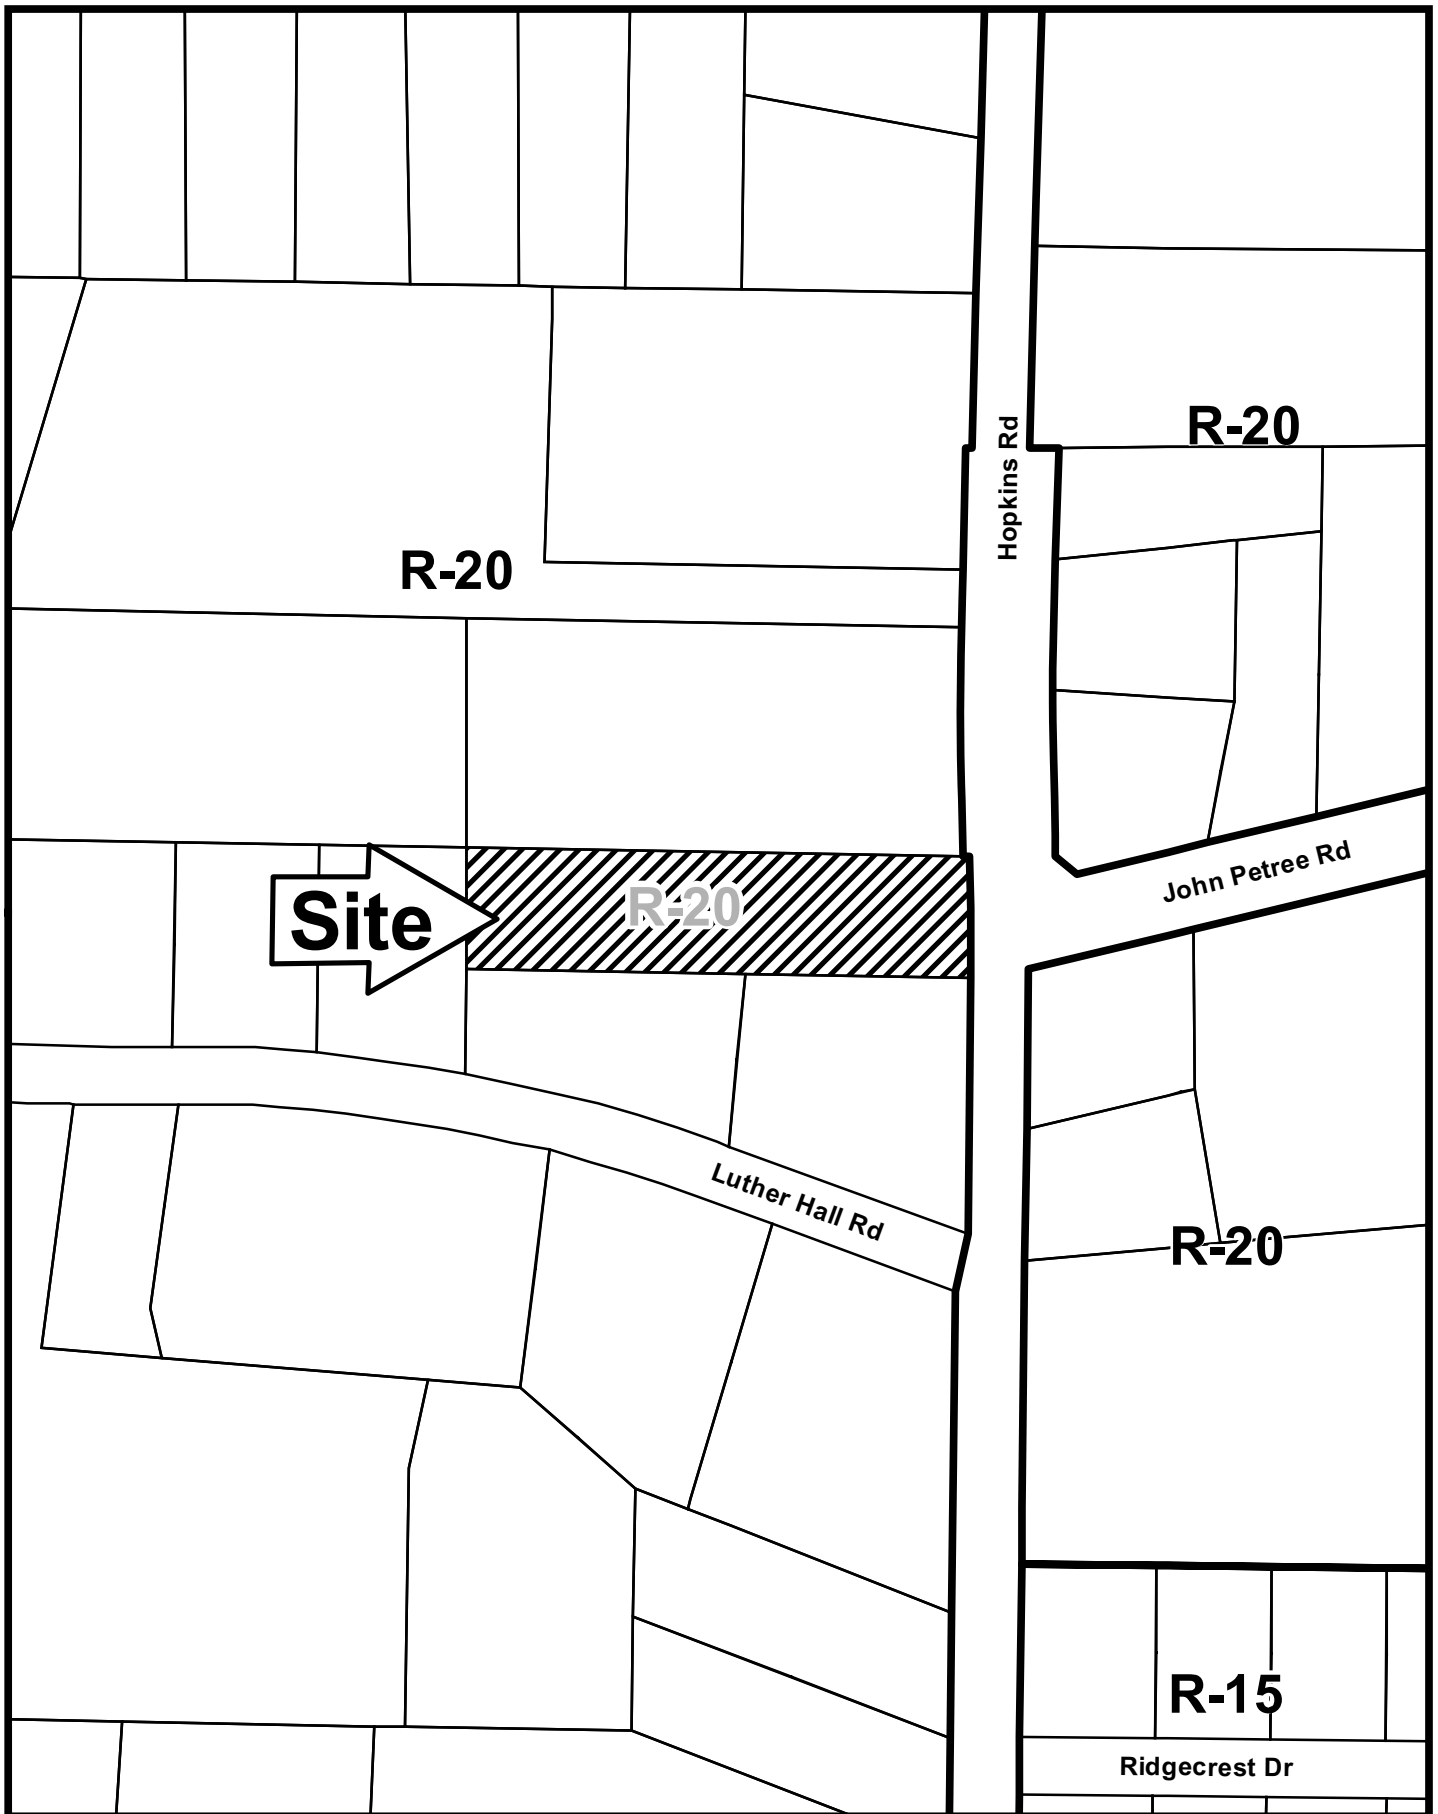 R-20
Hopkins Rd
R-20
John Petree Rd
R-20
Site
Luther Hall Rd
R-20
R-15
Ridgecrest Dr